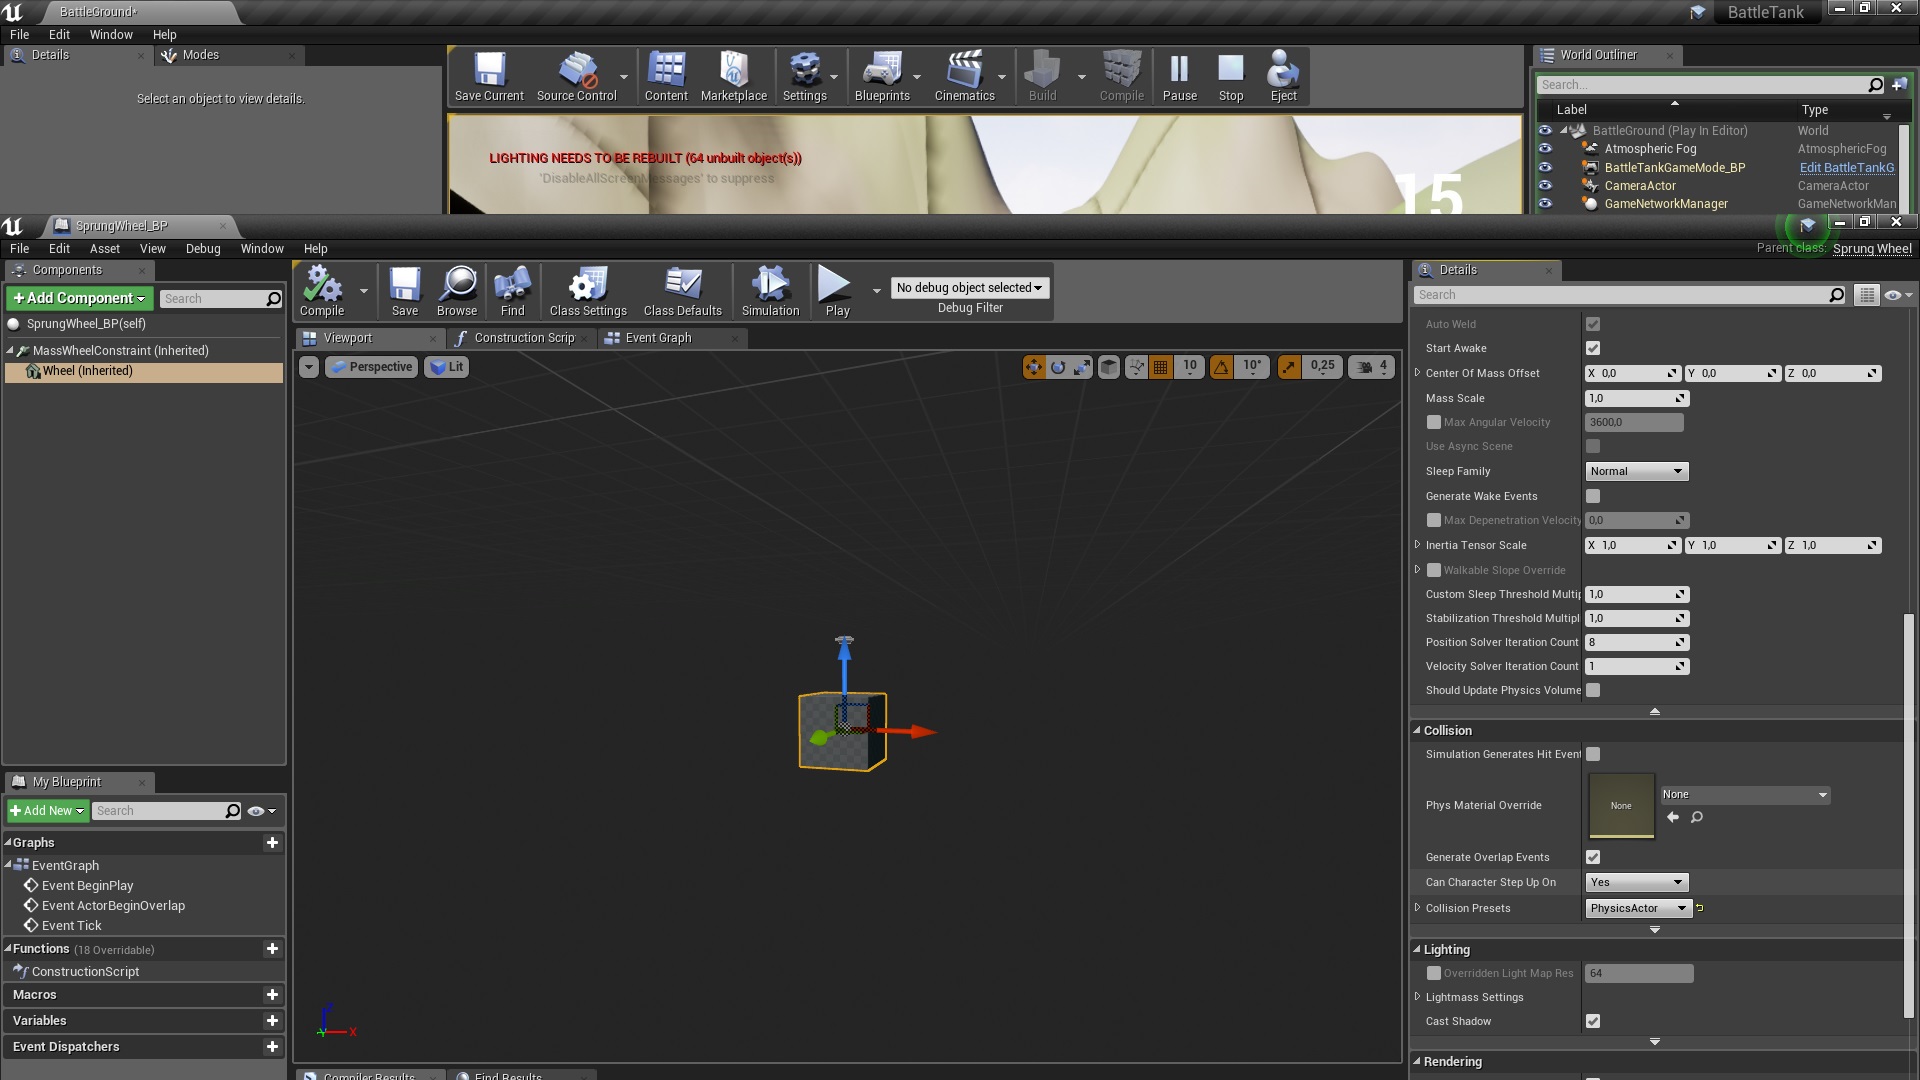 BattleGround*
BattleTank
File Edit Window Help
Details
Modes
Select an object to view details.
Save Current
Source Control
Content
Marketplace
Settings
Blueprints
Cinematics
Build
Compile
Pause
Stop
Eject
World Outliner
Search...
Label Type
BattleGround (Play In Editor) World
Atmospheric Fog AtmosphericFog
BattleTankGameMode_BP Edit BattleTankG
CameraActor CameraActor
GameNetworkManager GameNetworkMan
LIGHTING NEEDS TO BE REBUILT (64 unbuilt object(s))
'DisableAllScreenMessages' to suppress
15
SprungWheel_BP
File Edit Asset View Debug Window Help
Parent class: Sprung Wheel
Components
+Add Component
Search
SprungWheel_BP(self)
MassWheelConstraint (Inherited)
Wheel (Inherited)
Compile
Save
Browse
Find
Class Settings
Class Defaults
Simulation
Play
No debug object selected
Debug Filter
Viewport
Construction Scrip
Event Graph
Perspective
Lit
10
10°
0,25
4
X
My Blueprint
+Add New
Search
Graphs
EventGraph
Event BeginPlay
Event ActorBeginOverlap
Event Tick
Functions (18 Overridable)
ConstructionScript
Macros
Variables
Event Dispatchers
Compiler Results
Find Results
Details
Search
Auto Weld
Start Awake
Center Of Mass Offset X 0,0 Y 0,0 Z 0,0
Mass Scale 1,0
Max Angular Velocity 3600,0
Use Async Scene
Sleep Family Normal
Generate Wake Events
Max Depenetration Velocity 0,0
Inertia Tensor Scale X 1,0 Y 1,0 Z 1,0
Walkable Slope Override
Custom Sleep Threshold Multip 1,0
Stabilization Threshold Multipl 1,0
Position Solver Iteration Count 8
Velocity Solver Iteration Count 1
Should Update Physics Volume
Collision
Simulation Generates Hit Event
Phys Material Override None None
Generate Overlap Events
Can Character Step Up On Yes
Collision Presets PhysicsActor
Lighting
Overridden Light Map Res 64
Lightmass Settings
Cast Shadow
Rendering